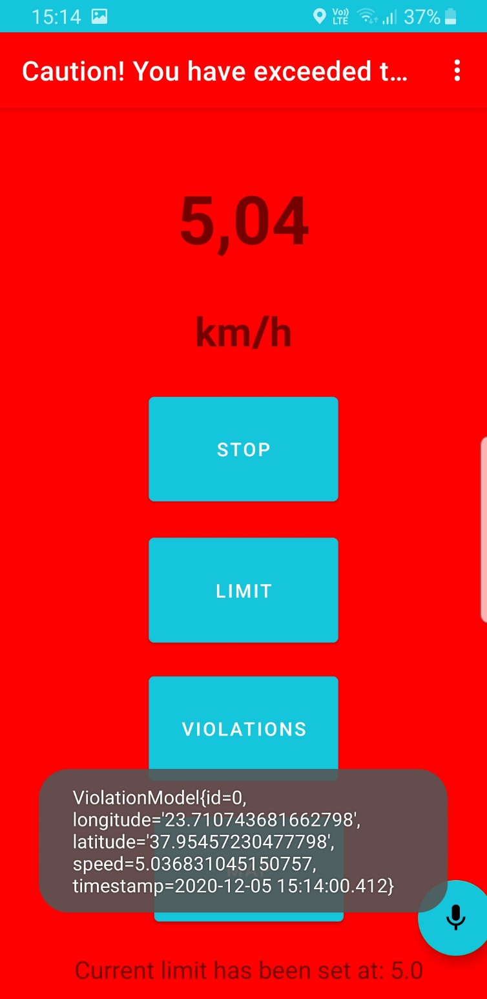 15:14 Vo)) LTE 37%
Caution! You have exceeded t...
5,04
km/h
STOP
LIMIT
VIOLATIONS
ViolationModel{id=0,
longitude='23.710743681662798',
latitude='37.95457230477798',
speed=5.036831045150757,
timestamp=2020-12-05 15:14:00.412}
MAP
Current limit has been set at: 5.0